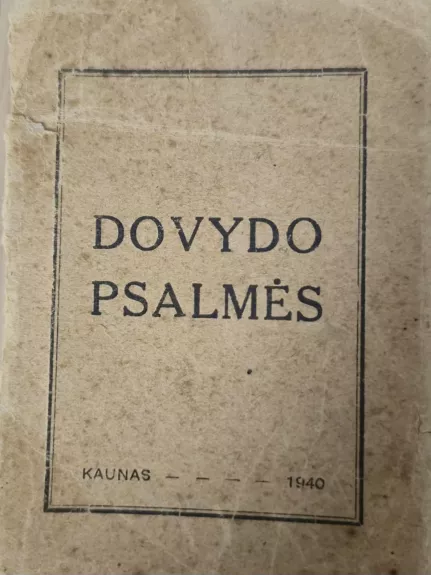 DOVYDO
PSALMĖS
KAUNAS — — — — 1940